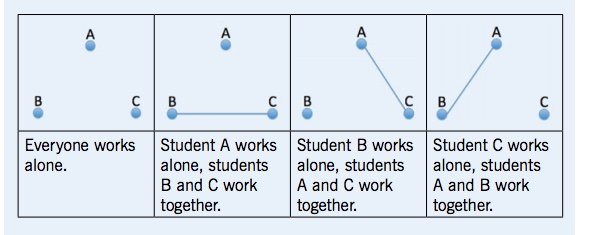 A
B C
Everyone works
alone.
A
B C
Student A works
alone, students
B and C work
together.
A
B C
Student B works
alone, students
A and C work
together.
A
B C
Student C works
alone, students
A and B work
together.